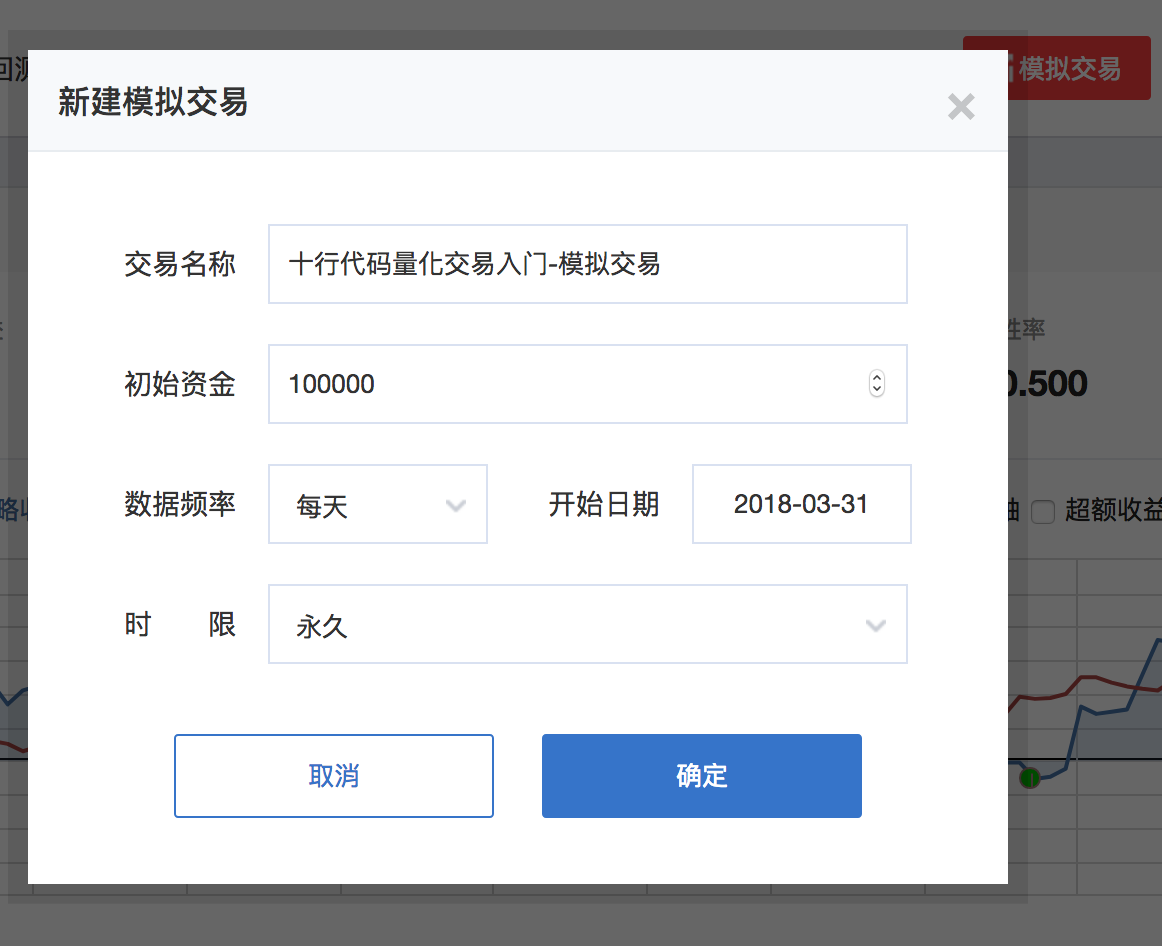 回测
模拟交易
新建模拟交易
交易名称 十行代码量化交易入门-模拟交易
初始资金 100000
胜率
0.500
数据频率 每天 开始日期 2018-03-31
略收
轴 超额收益
时 限 永久
取消 确定